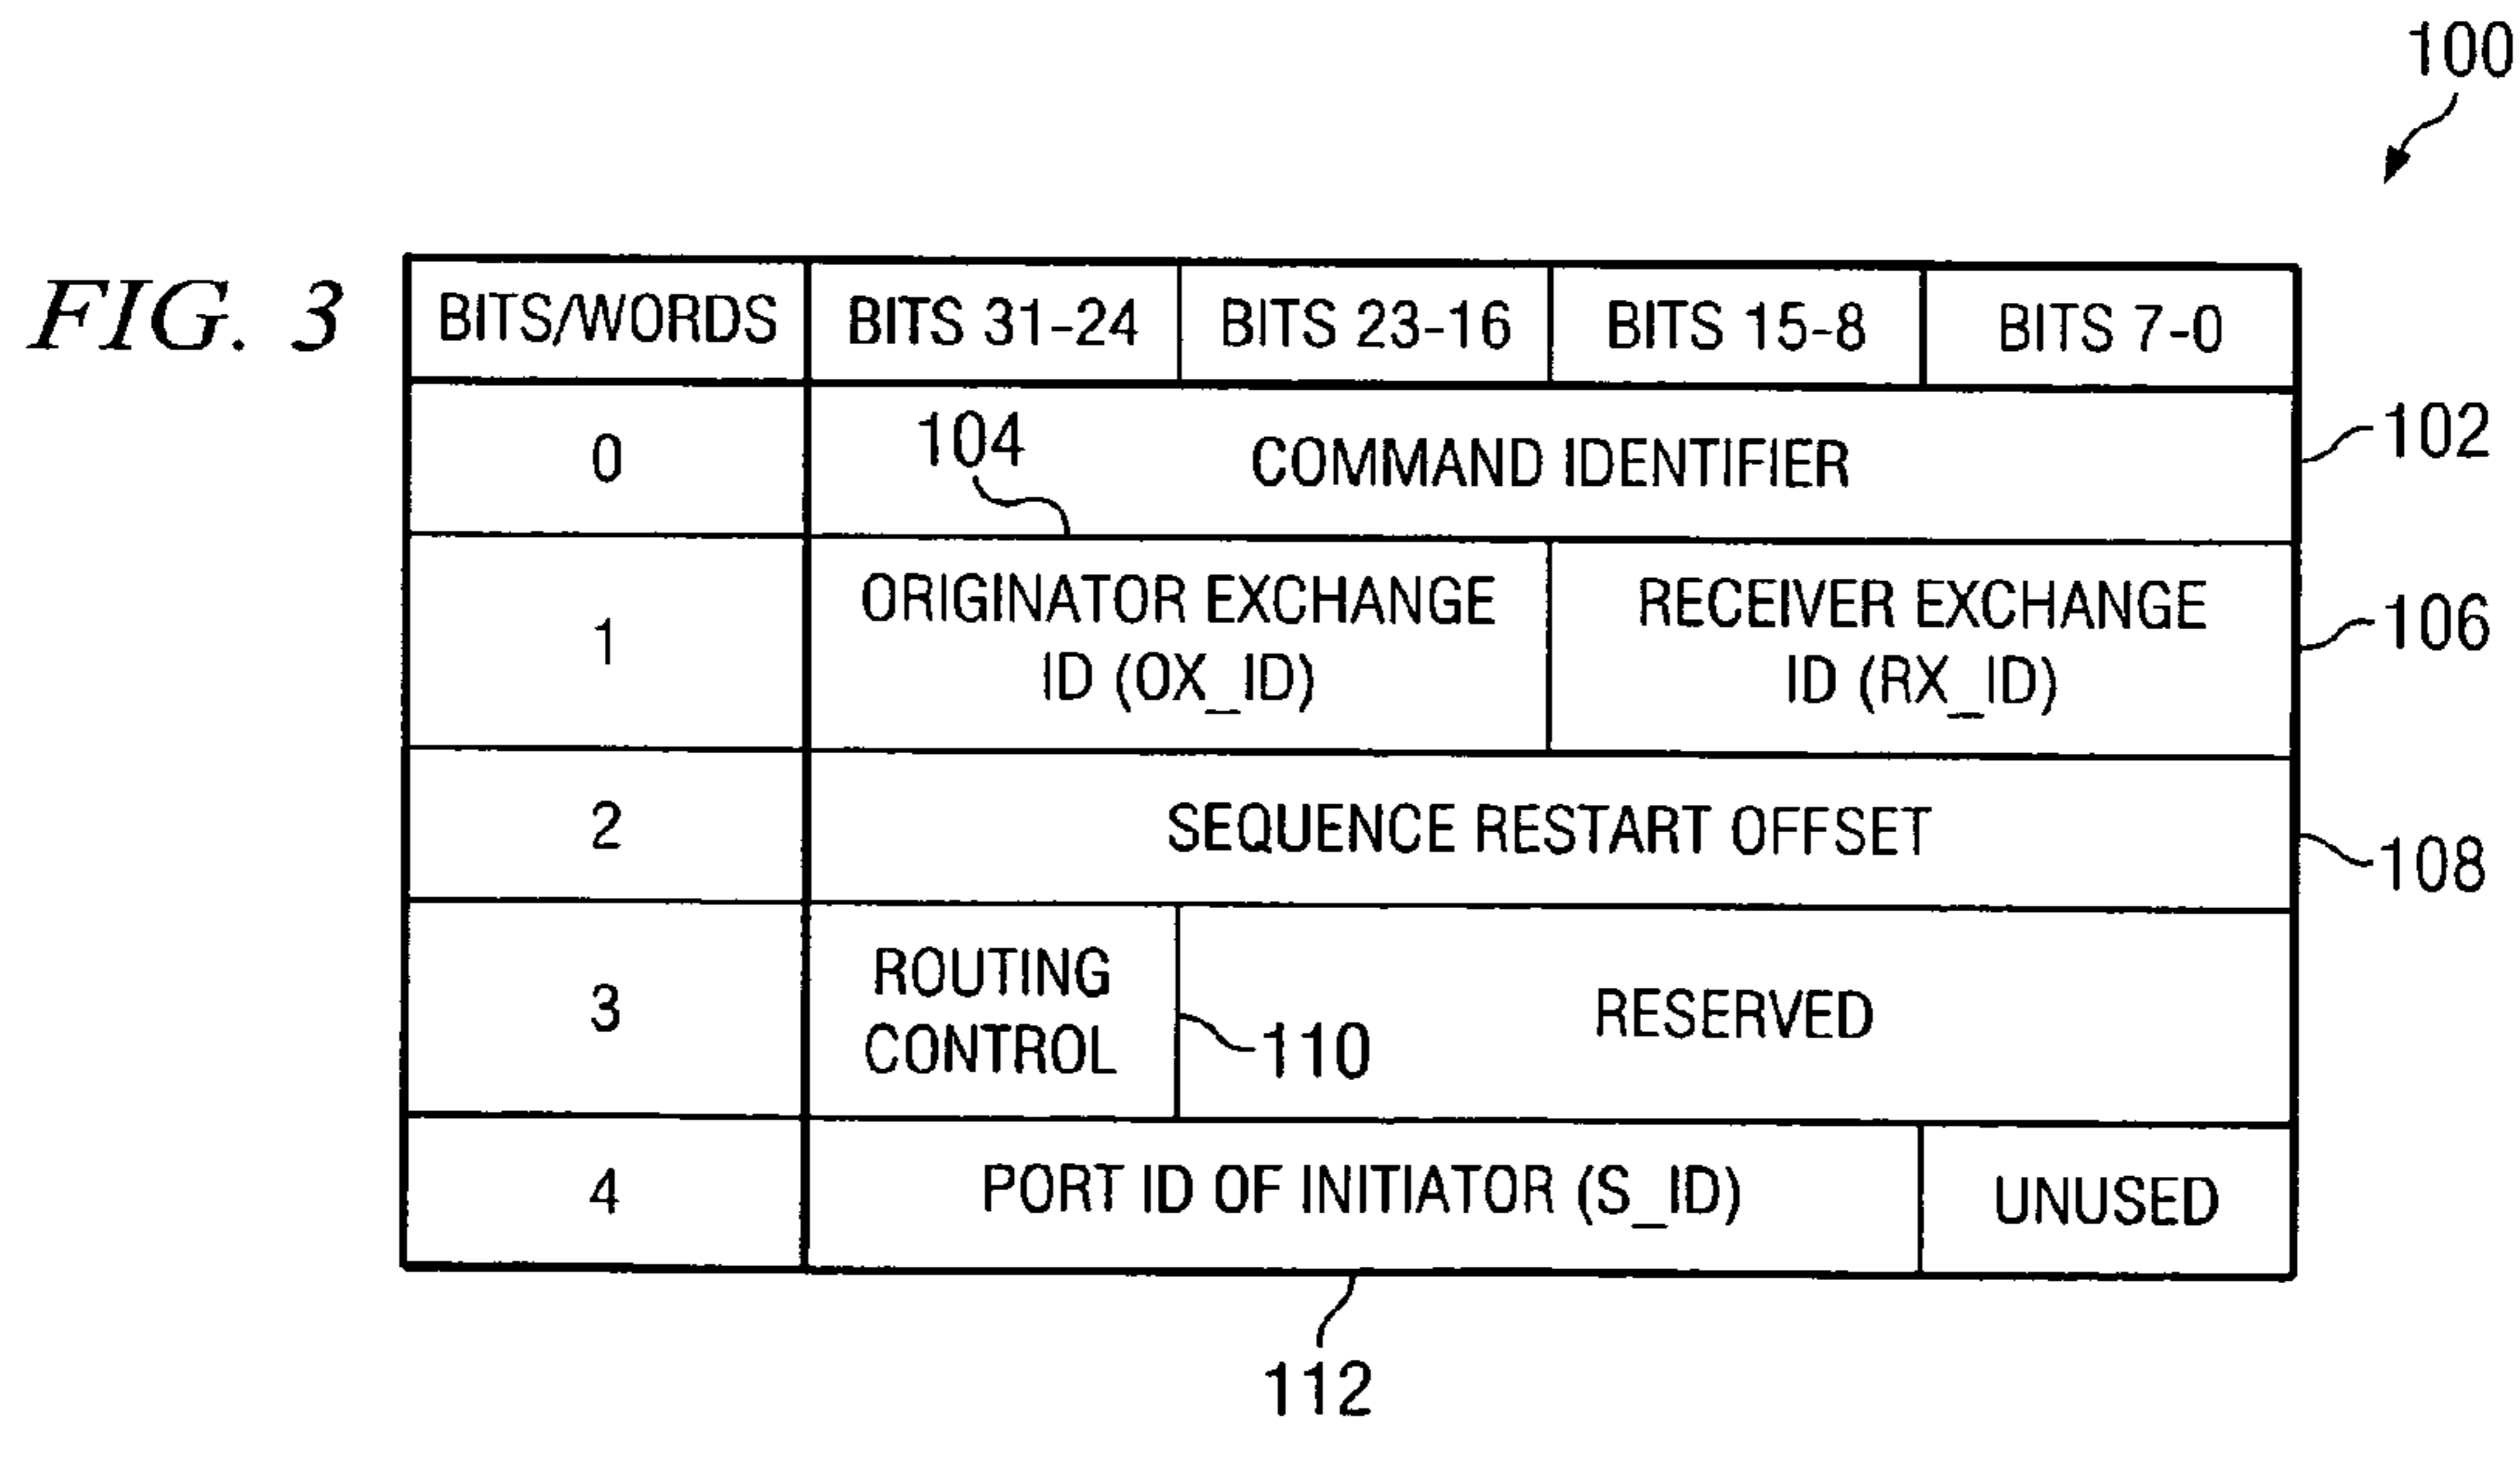 100
FIG. 3
BITS/WORDS BITS 31-24 BITS 23-16 BITS 15-8 BITS 7-0
0 104 COMMAND IDENTIFIER 102
1 ORIGINATOR EXCHANGE ID (OX_ID) RECEIVER EXCHANGE ID (RX_ID) 106
2 SEQUENCE RESTART OFFSET 108
3 ROUTING CONTROL 110 RESERVED
4 PORT ID OF INITIATOR (S_ID) UNUSED
112